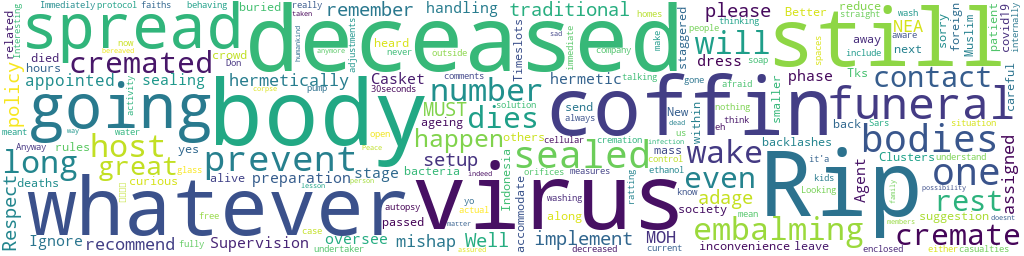 Immediately protocol faiths behaving buried really taken
interesting
spread deceased still
humankind
adjustments
remember handling traditional
heard never outside
Timeslots
sad immediate company make
staggered
please NEA
will
dress away next
Better homes
people thinking
spaces soap include
reduce straight wash
sorry foreign Muslim patient covid19 aware internally
related
cremated
died hours now bereaved Don
policy
appointed sealing crowd
hermetically
corpse pump 30seconds
Casket
comments talking
hermetic
afraid gone
phase Tks
contact careful
going body coffin funeral
number
activity
MUST
ageing
dies
solution always send
New dead us
within
nothing think eh
smaller
back Sars situation
bodies
meant way water
host
great
yes
prevent
open Peace
happen others
cellular cremation
infection
mass control
backlashes
Clusters understand
Anyway rules
long
stage
setup bacteria
Indonesia
sealed
orifices measures
wake
ethanol
it'a kids Looking
one
Respect
deaths
curious glass
alive preparation
lesson indeed
autopsy
passed yo actual matter
accommodate
washing
ratting
know
even
adage
society
mean
Agent
suggestion
possibility
rest
assigned
whatever virus Rip
free fully
case undertaker person assured
along
current
family members
doesnt
embalming
cremate
Ignore recommend Supervision oversee mishap Well implement MOH
decreased
inconvenience leave
enclosed either casualties